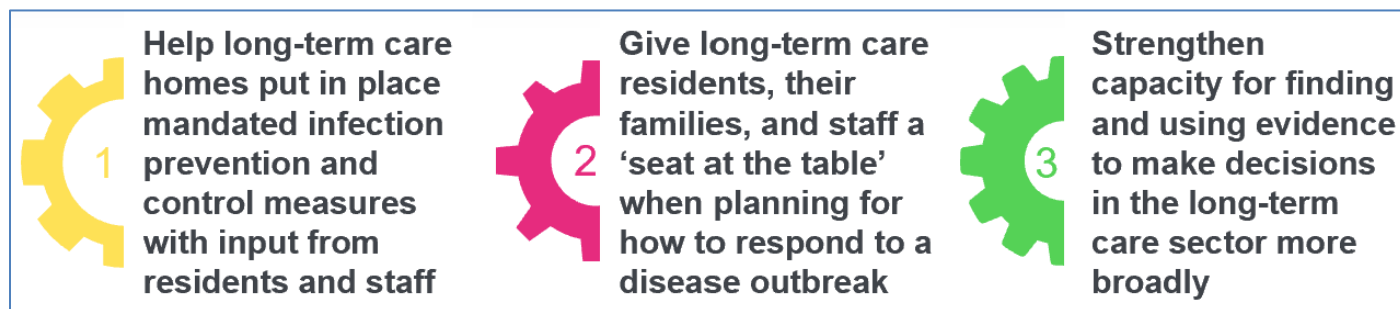 1
Help long-term care
homes put in place
mandated infection
prevention and
control measures
with input from
residents and staff
2
Give long-term care
residents, their
families, and staff a
‘seat at the table’
when planning for
how to respond to a
disease outbreak
3
Strengthen
capacity for finding
and using evidence
to make decisions
in the long-term
care sector more
broadly